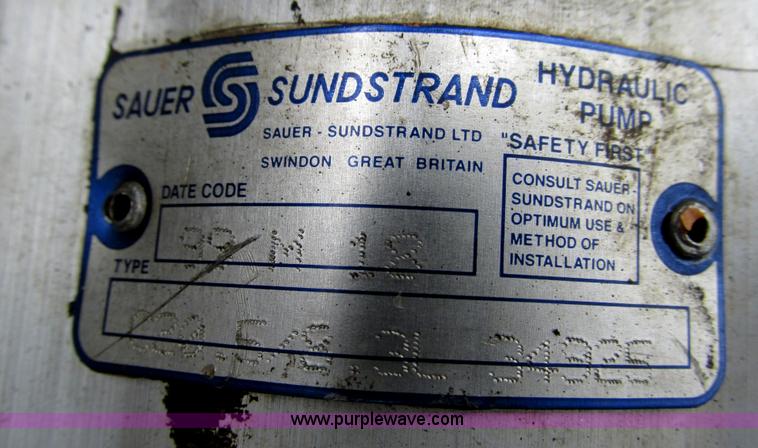 SAUER SUNDSTRAND
HYDRAULIC
PUMP
SAUER - SUNDSTRAND LTD
SWINDON GREAT BRITAIN
"SAFETY FIRST"
CONSULT SAUER-
SUNDSTRAND ON
OPTIMUM USE &
METHOD OF
INSTALLATION
DATE CODE
TYPE
3L
www.purplewave.com